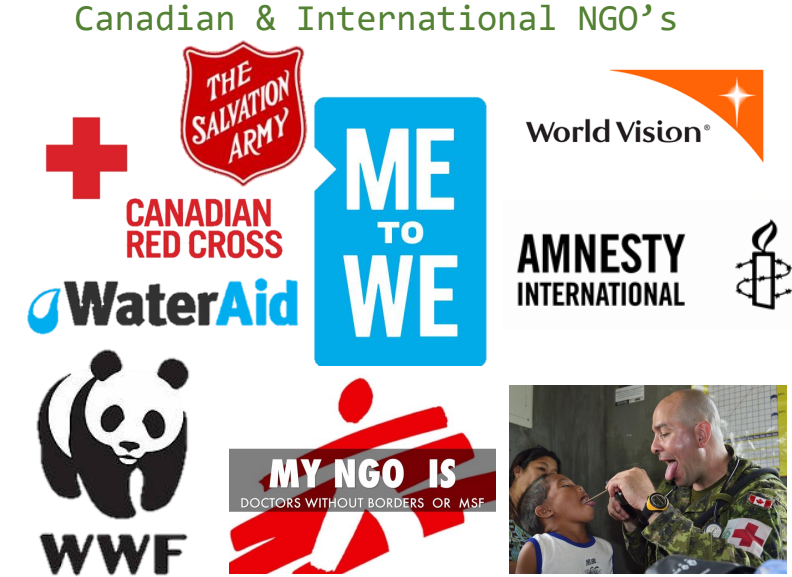 Canadian & International NGO’s
THE
SALVATION
ARMY
CANADIAN
RED CROSS
ME
TO
WE
World Vision®
AMNESTY
INTERNATIONAL
WaterAid
WWF
MY NGO IS
DOCTORS WITHOUT BORDERS OR MSF